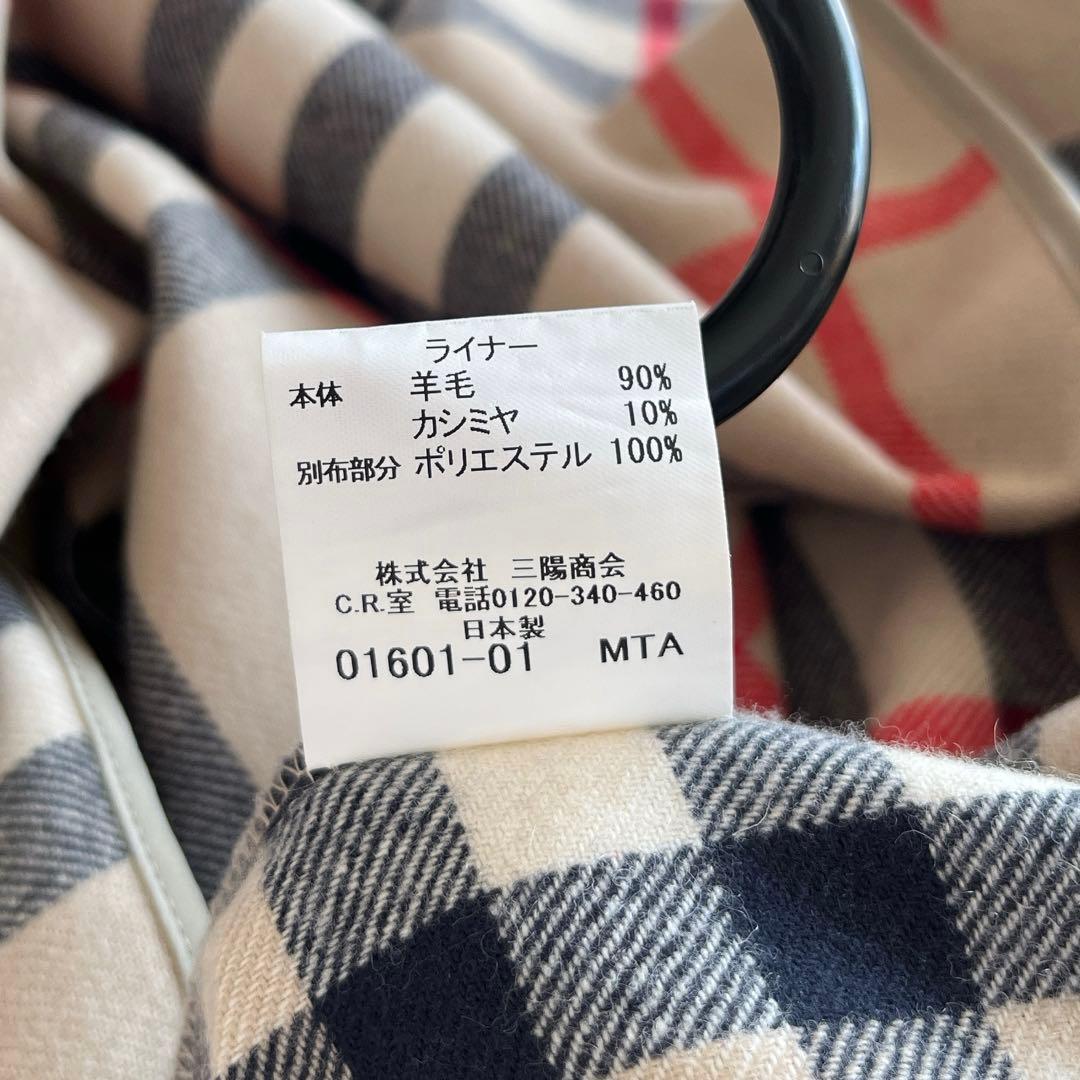 ライナー
本体 羊毛 90%
カシミヤ 10%
別布部分 ポリエステル 100%
株式会社 三陽商会
C.R.室 電話0120-340-460
日本製
01601-01 MTA